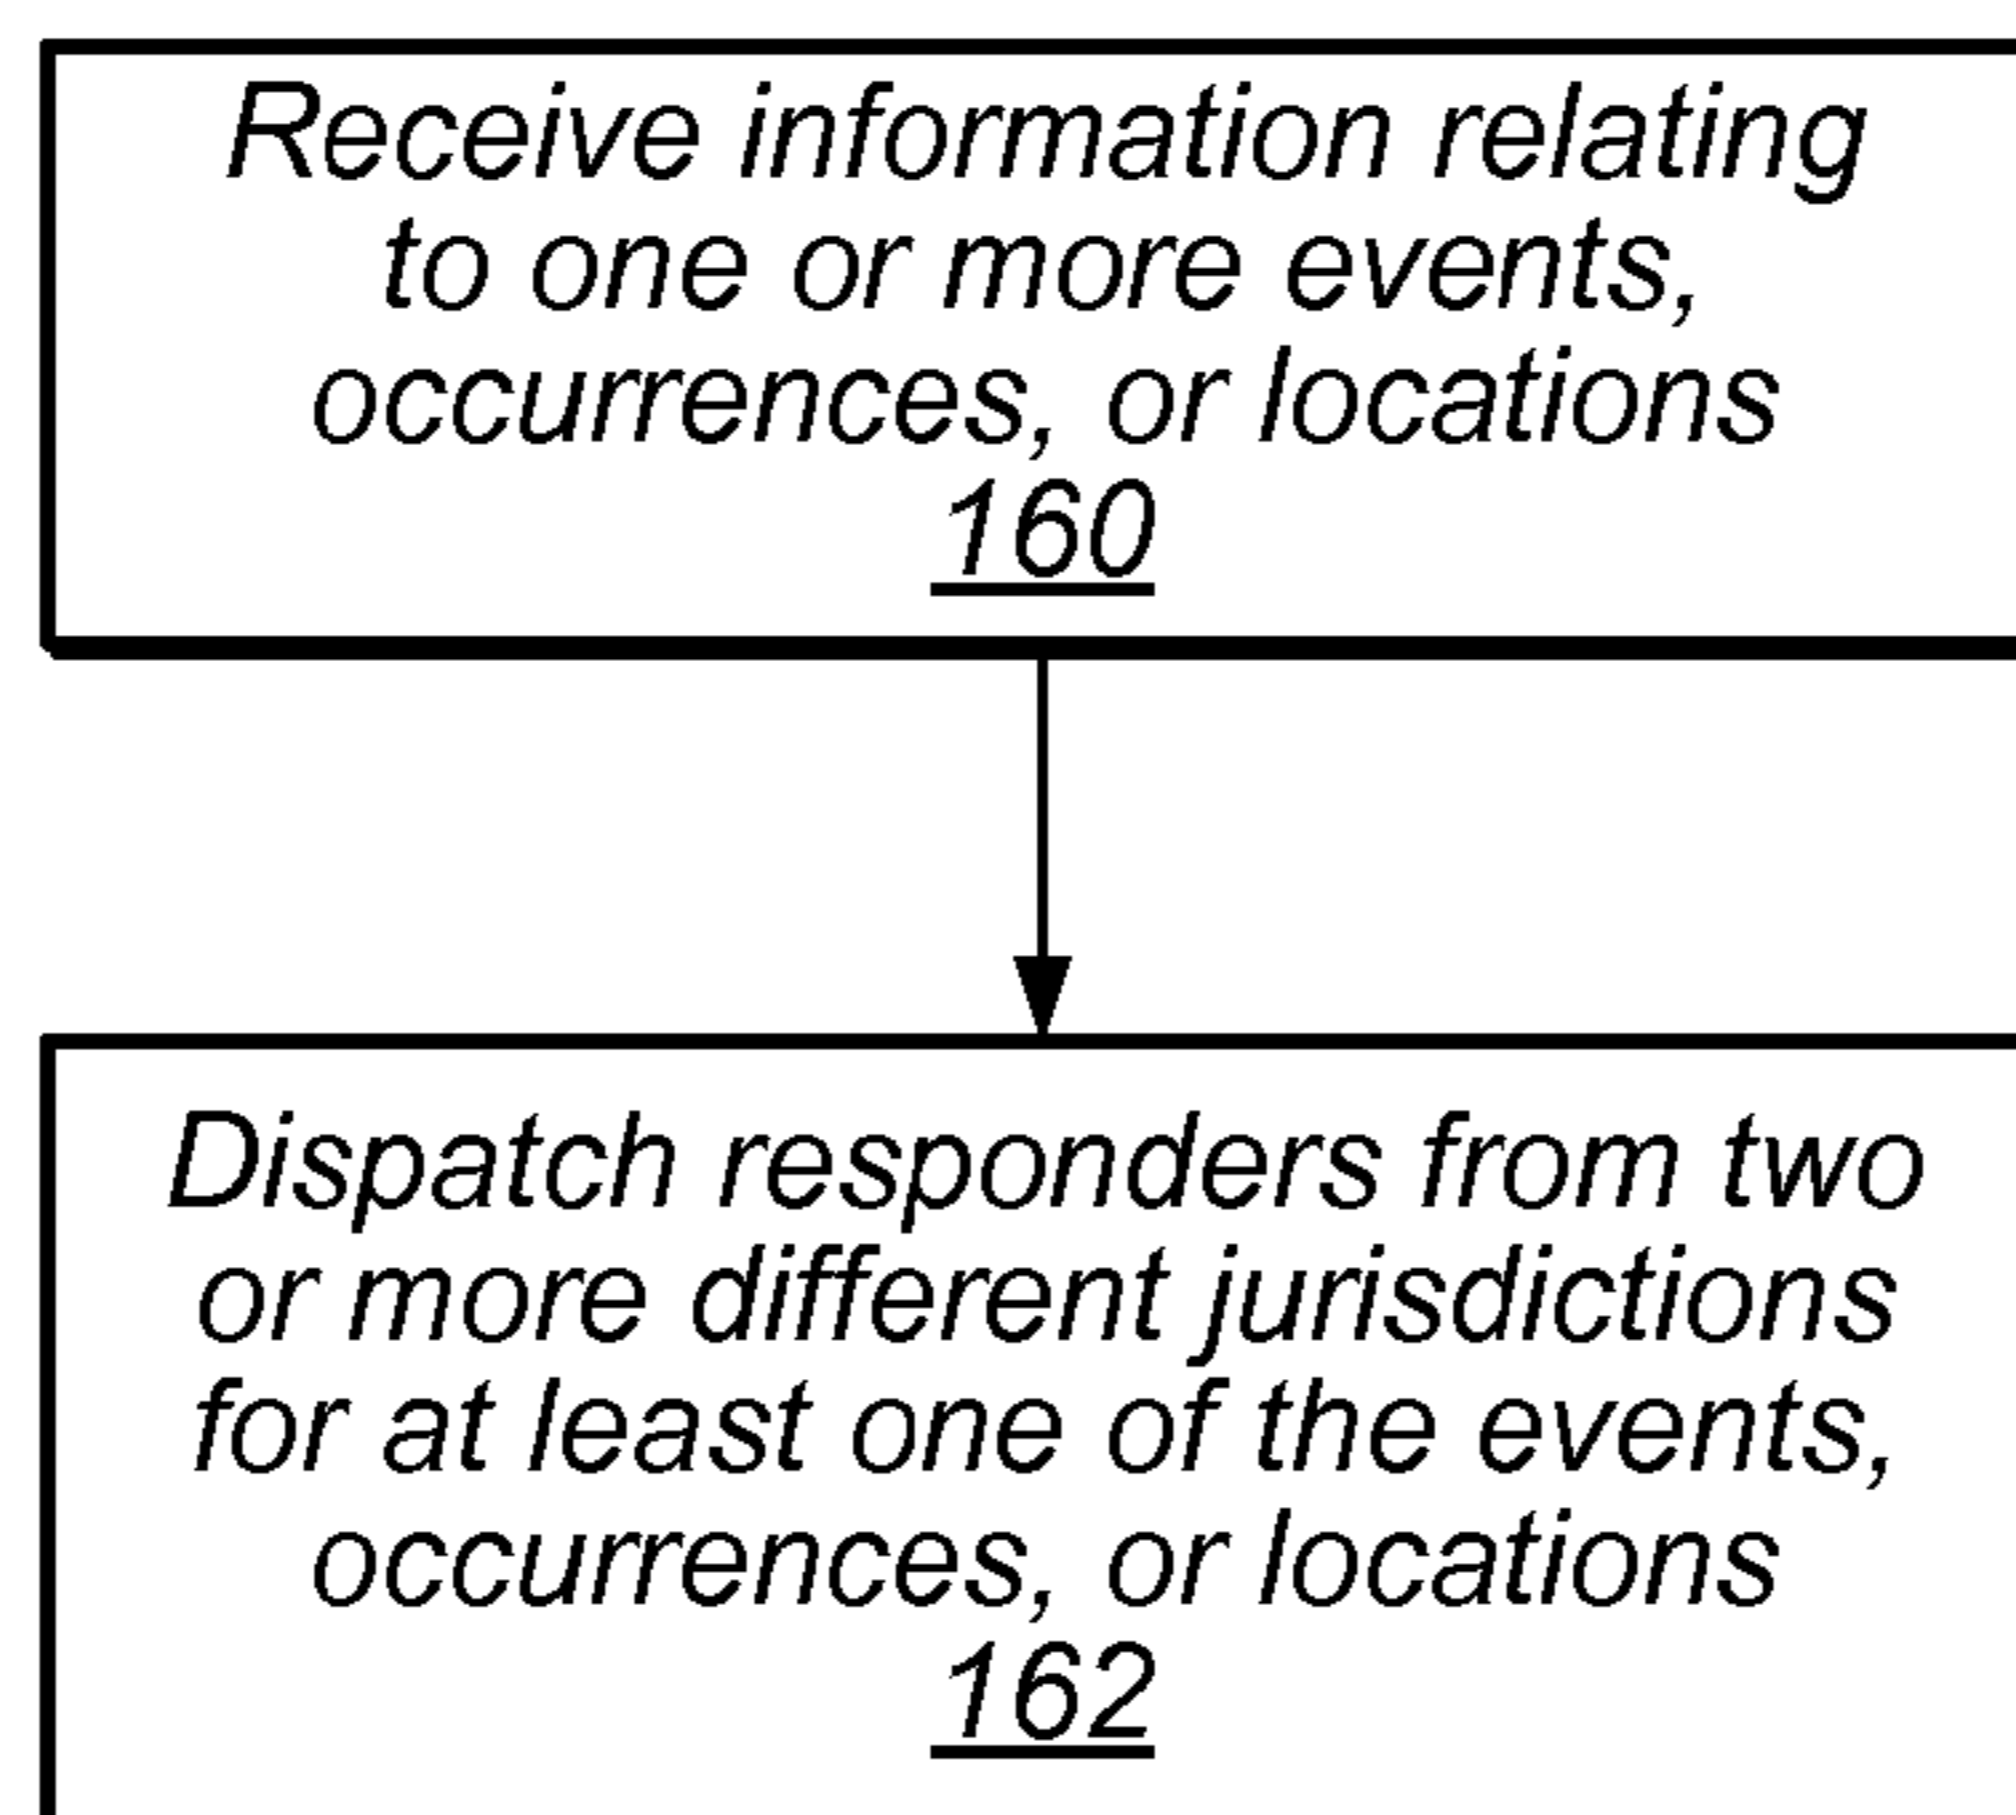 Receive information relating
to one or more events,
occurrences, or locations
160
Dispatch responders from two
or more different jurisdictions
for at least one of the events,
occurrences, or locations
162